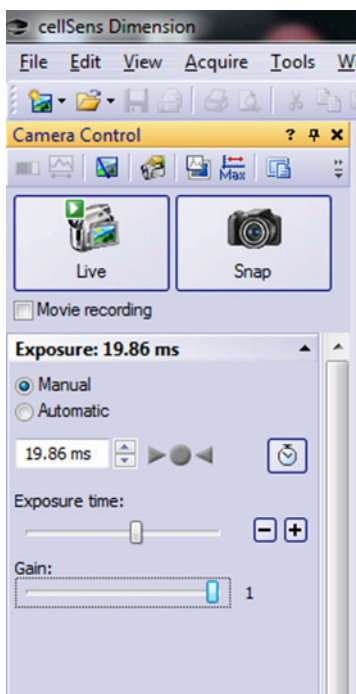 cellSens Dimension
File Edit View Acquire Tools W
Camera Control ? x
Max
Live Snap
Movie recording
Exposure: 19.86 ms
Manual
Automatic
19.86 ms
Exposure time:
Gain:
1